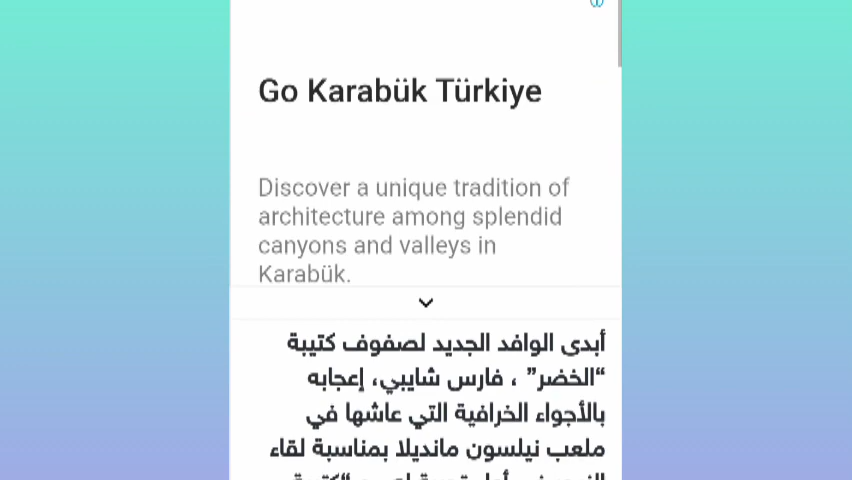 Go Karabük Türkiye
Discover a unique tradition of
architecture among splendid
canyons and valleys in
Karabük.
أبدى الوافد الجديد لصفوف كتيبة
“الخضر” ، فارس شايبي، إعجابه
بالأجواء الخرافية التي عاشها في
ملعب نيلسون مانديلا بمناسبة لقاء